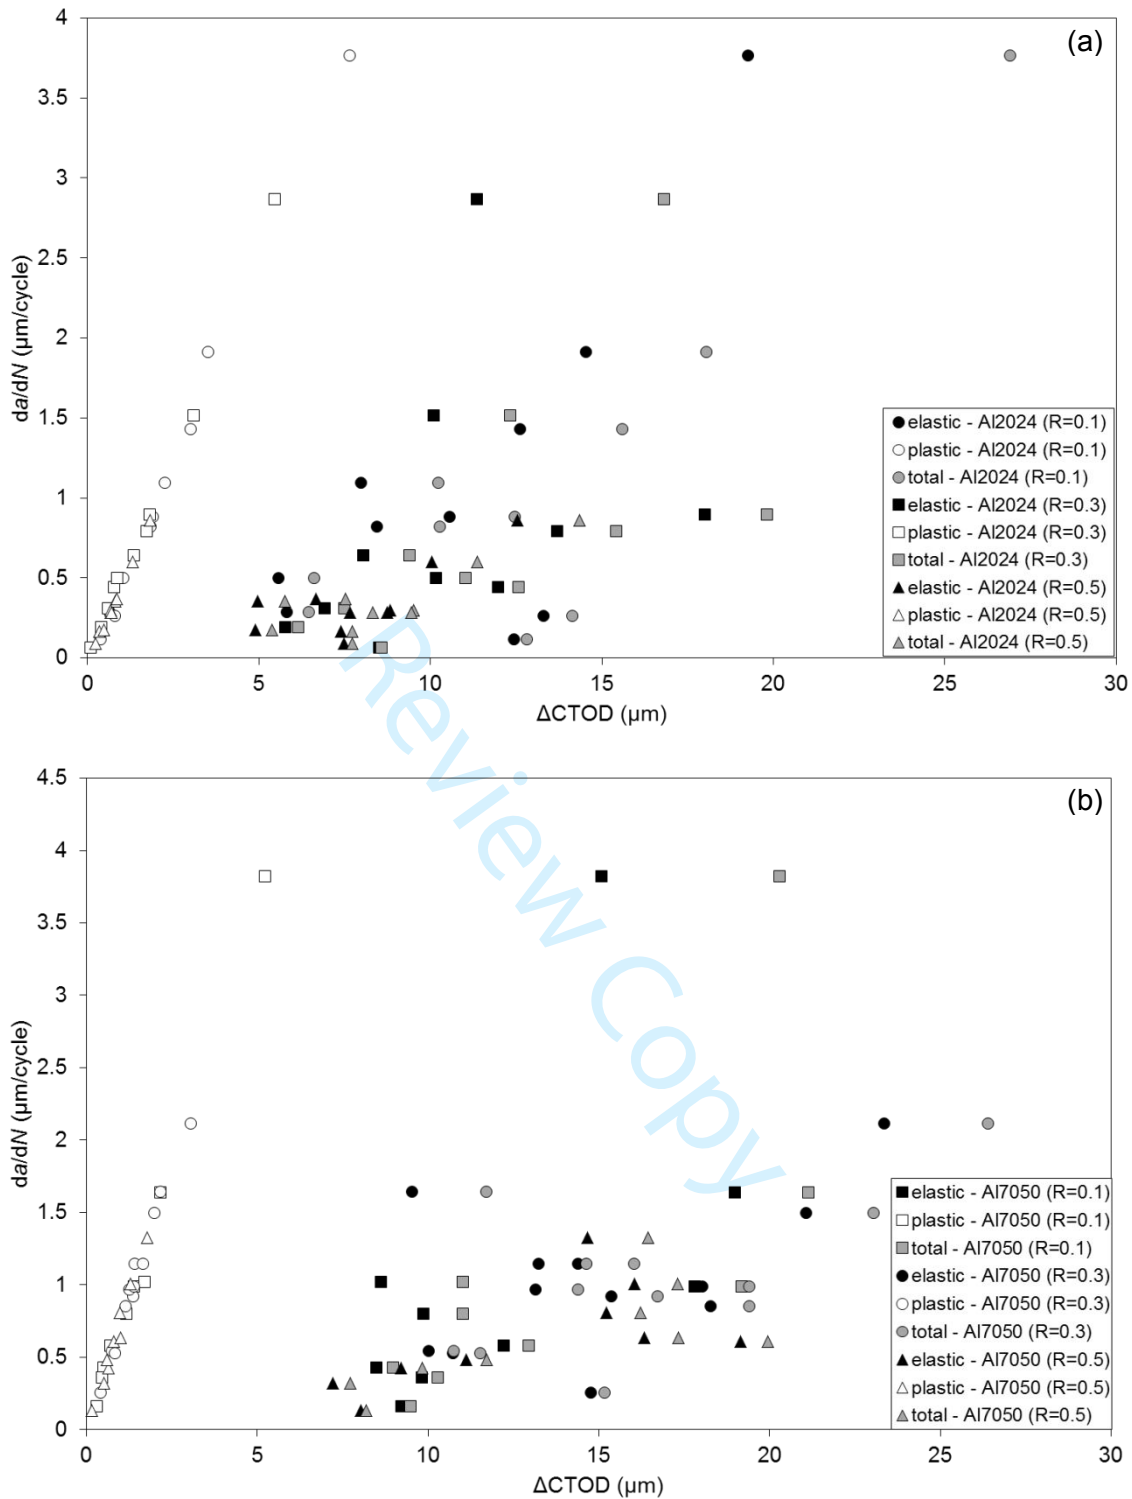 (a)
4
3.5
3
2.5
2
1.5
1
0.5
0
da/dN (µm/cycle)
0 5 10 15 20 25 30
ΔCTOD (µm)
elastic - Al2024 (R=0.1)
plastic - Al2024 (R=0.1)
total - Al2024 (R=0.1)
elastic - Al2024 (R=0.3)
plastic - Al2024 (R=0.3)
total - Al2024 (R=0.3)
elastic - Al2024 (R=0.5)
plastic - Al2024 (R=0.5)
total - Al2024 (R=0.5)
Review Copy
(b)
4.5
4
3.5
3
2.5
2
1.5
1
0.5
0
da/dN (µm/cycle)
0 5 10 15 20 25 30
ΔCTOD (µm)
elastic - Al7050 (R=0.1)
plastic - Al7050 (R=0.1)
total - Al7050 (R=0.1)
elastic - Al7050 (R=0.3)
plastic - Al7050 (R=0.3)
total - Al7050 (R=0.3)
elastic - Al7050 (R=0.5)
plastic - Al7050 (R=0.5)
total - Al7050 (R=0.5)